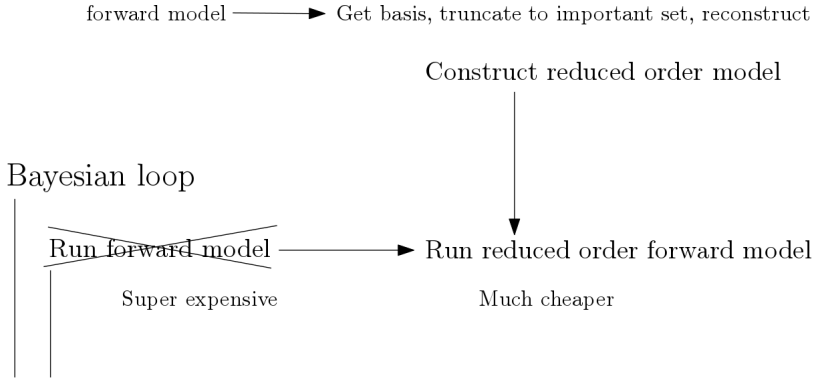 forward model
Get basis, truncate to important set, reconstruct
Construct reduced order model
Bayesian loop
Run forward model
Run reduced order forward model
Super expensive
Much cheaper